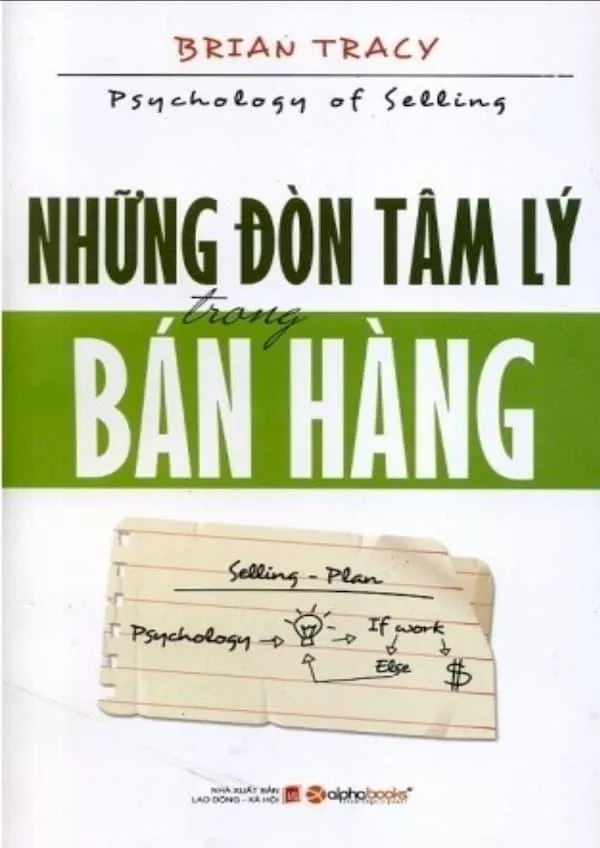 BRIAN TRACY
Psychology of Selling
NHỮNG ĐÒN TÂM LÝ
trong
BÁN HÀNG
Selling - Plan
Psychology
If work
Else
$
NHÀ XUẤT BẢN
LAO ĐỘNG - XÃ HỘI
alphabooks